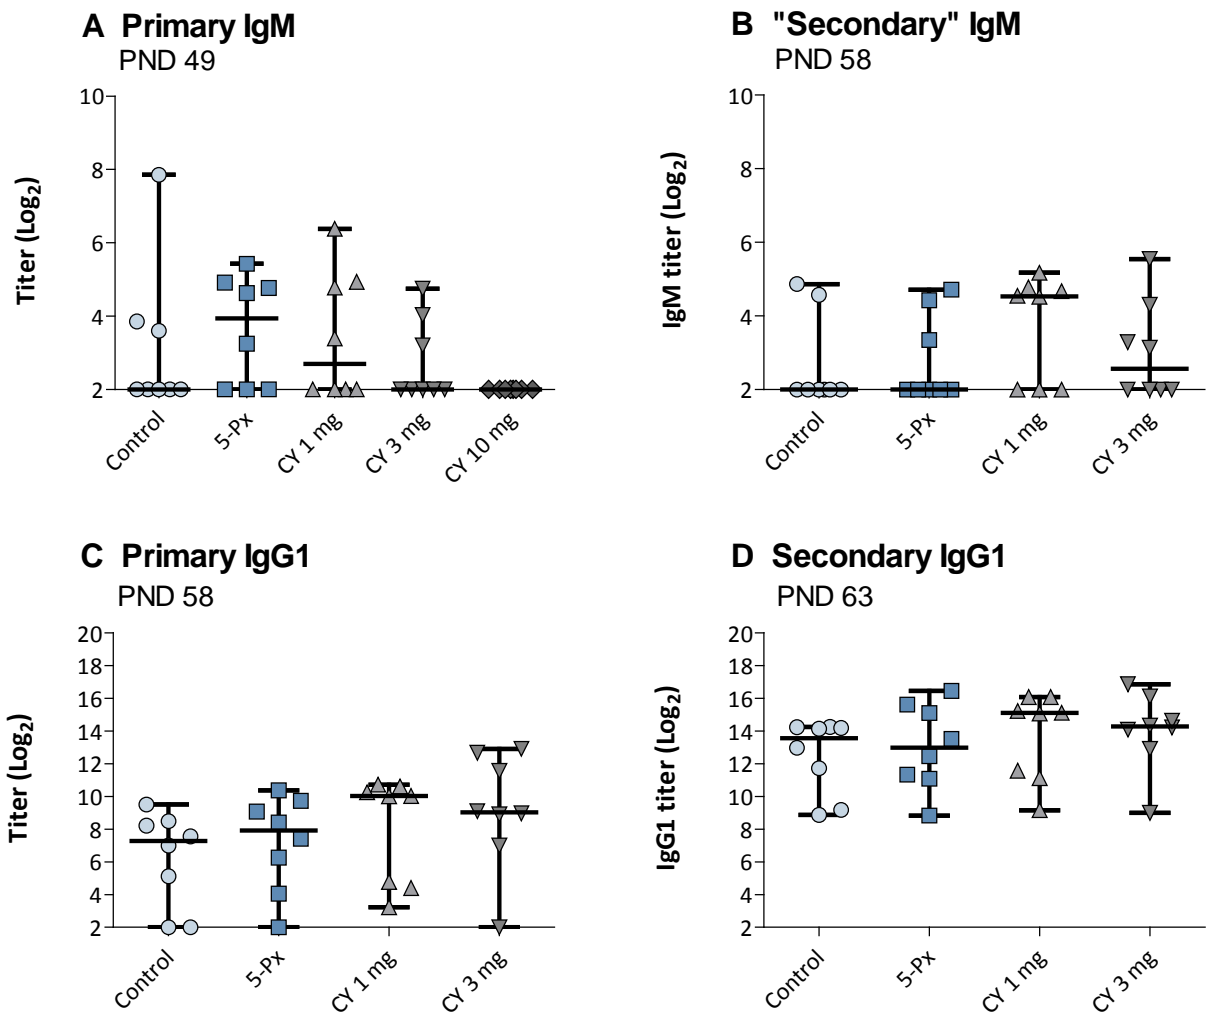 A Primary IgM
PND 49
10
8
6
4
2
Titer (Log2)
Control
5-Px
CY 1 mg
CY 3 mg
CY 10 mg
B "Secondary" IgM
PND 58
10
8
6
4
2
IgM titer (Log2)
Control
5-Px
CY 1 mg
CY 3 mg
C Primary IgG1
PND 58
20
18
16
14
12
10
8
6
4
2
Titer (Log2)
Control
5-Px
CY 1 mg
CY 3 mg
D Secondary IgG1
PND 63
20
18
16
14
12
10
8
6
4
2
IgG1 titer (Log2)
Control
5-Px
CY 1 mg
CY 3 mg